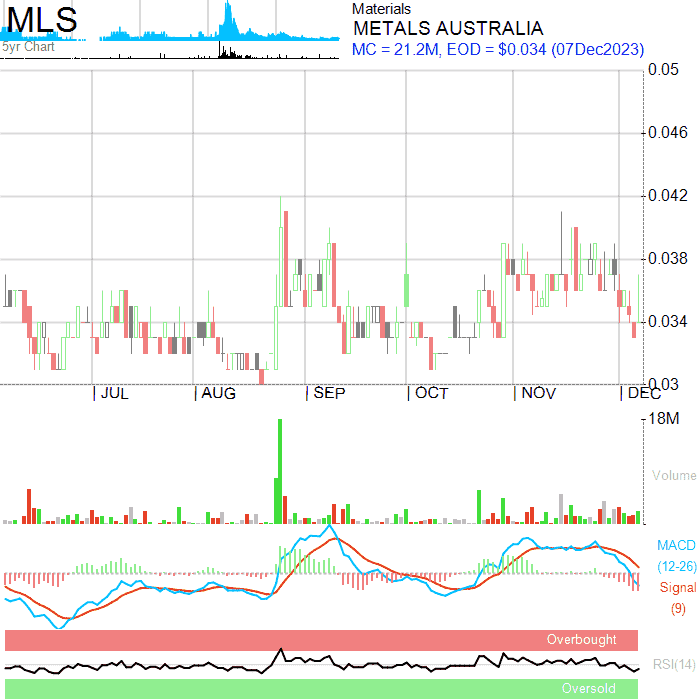 MLS
5yr Chart
Materials
METALS AUSTRALIA
MC = 21.2M, EOD = $0.034 (07Dec2023)
0.05
0.046
0.042
0.038
0.034
0.03
JUL AUG SEP OCT NOV DEC
18M
Volume
MACD
(12-26)
Signal
(9)
Overbought
RSI(14)
Oversold